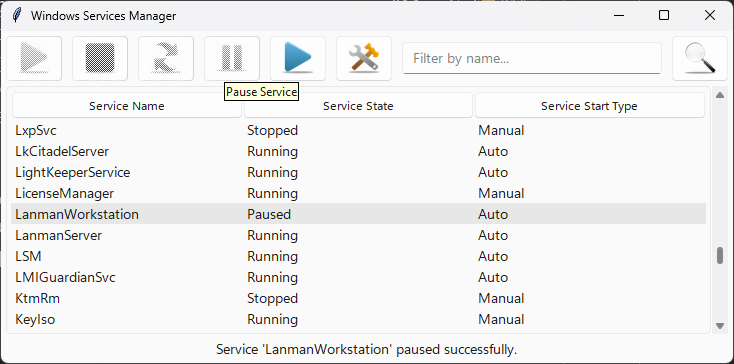 Windows Services Manager
Filter by name...
Pause Service
Service Name Service State Service Start Type
LxpSvc Stopped Manual
LkCitadelServer Running Auto
LightKeeperService Running Auto
LicenseManager Running Manual
LanmanWorkstation Paused Auto
LanmanServer Running Auto
LSM Running Auto
LMIGuardianSvc Running Auto
KtmRm Stopped Manual
KeyIso Running Manual
Service 'LanmanWorkstation' paused successfully.